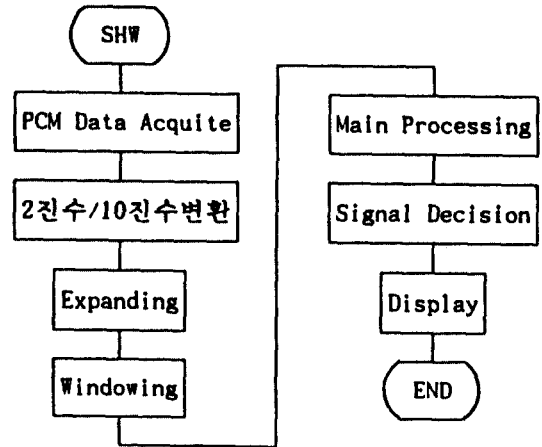 SHW
PCM Data Acquite
2진수/10진수변환
Expanding
Windowing
Main Processing
Signal Decision
Display
END